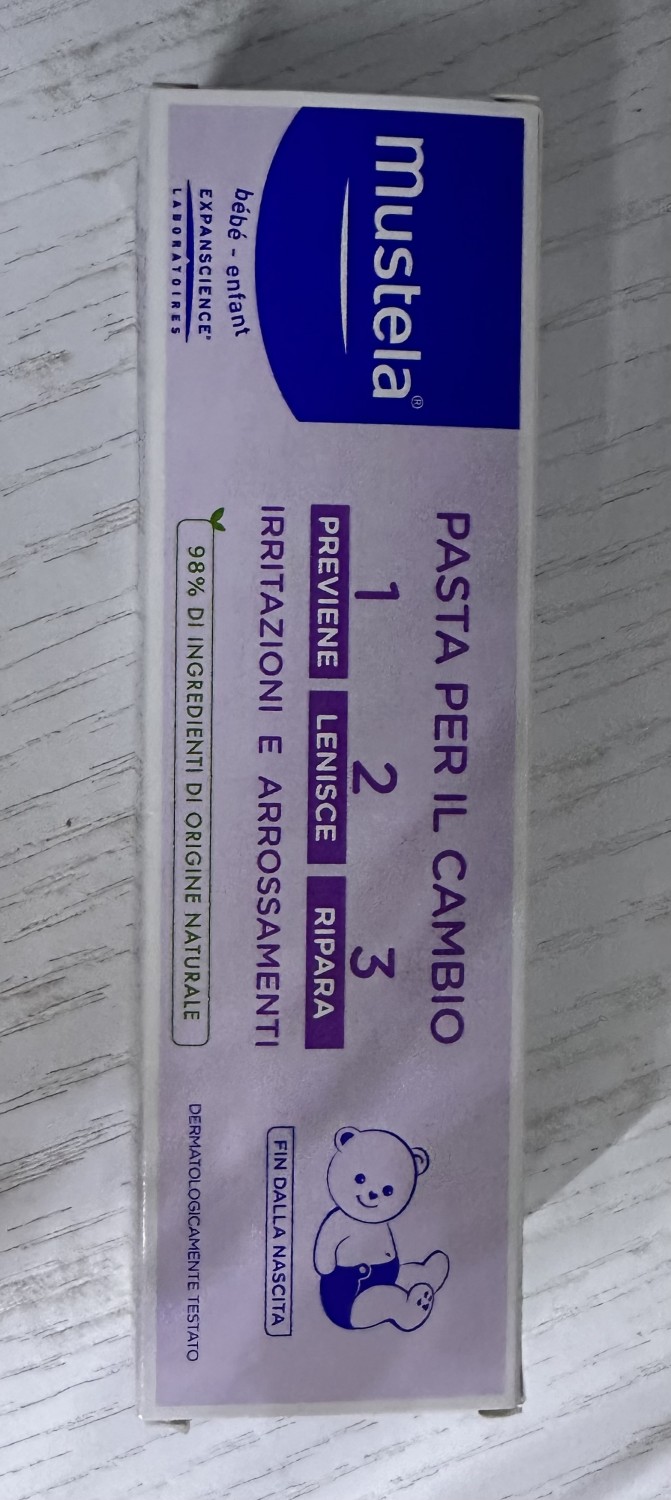 mustela®
bébé - enfant
EXPANSCIENCE®
LABORATOIRES
PASTA PER IL CAMBIO
1 2 3
PREVIENE LENISCE RIPARA
IRRITAZIONI E ARROSSAMENTI
98% DI INGREDIENTI DI ORIGINE NATURALE
FIN DALLA NASCITA
DERMATOLOGICAMENTE TESTATO